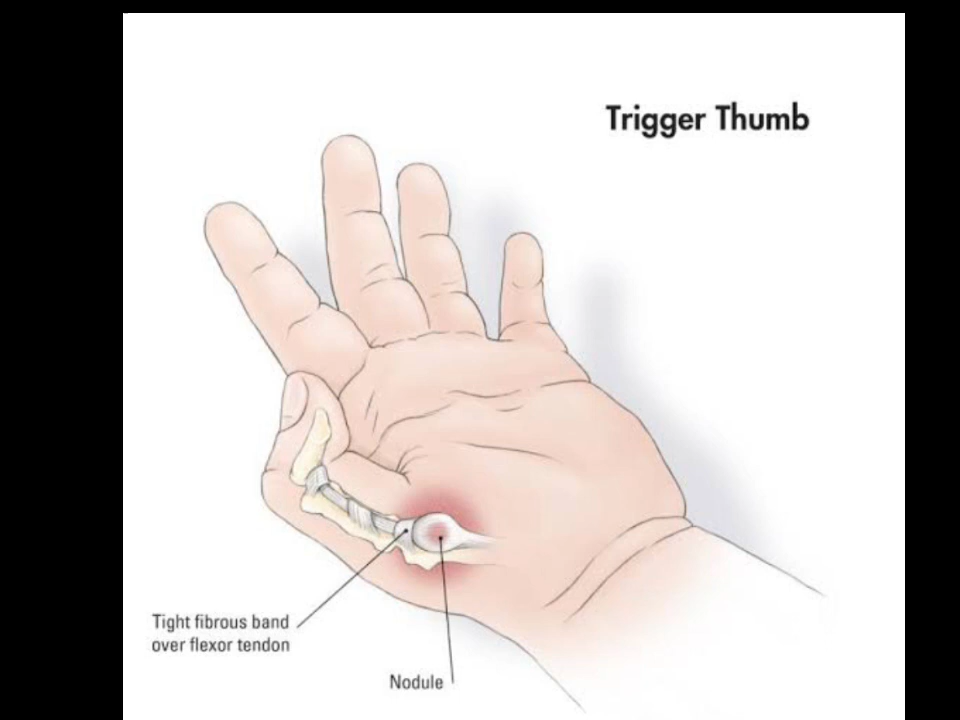 Trigger Thumb
Tight fibrous band
over flexor tendon
Nodule